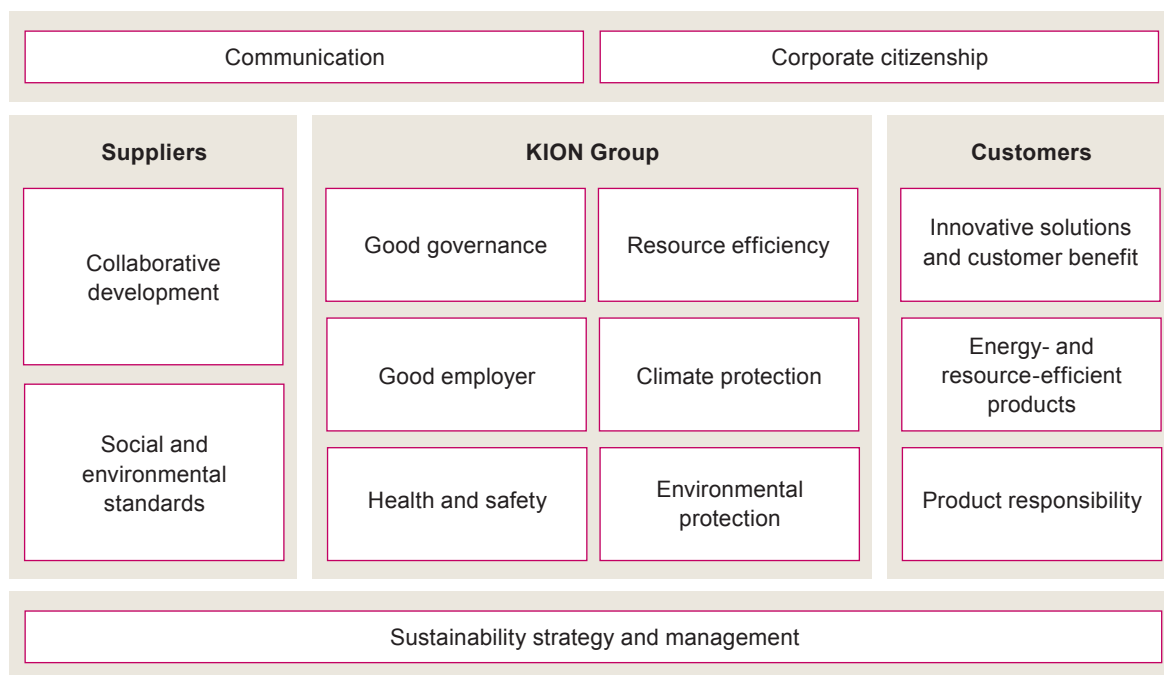 Communication
Corporate citizenship
Suppliers
Collaborative
development
Social and
environmental
standards
KION Group
Good governance
Resource efficiency
Good employer
Climate protection
Health and safety
Environmental
protection
Customers
Innovative solutions
and customer benefit
Energy- and
resource-efficient
products
Product responsibility
Sustainability strategy and management